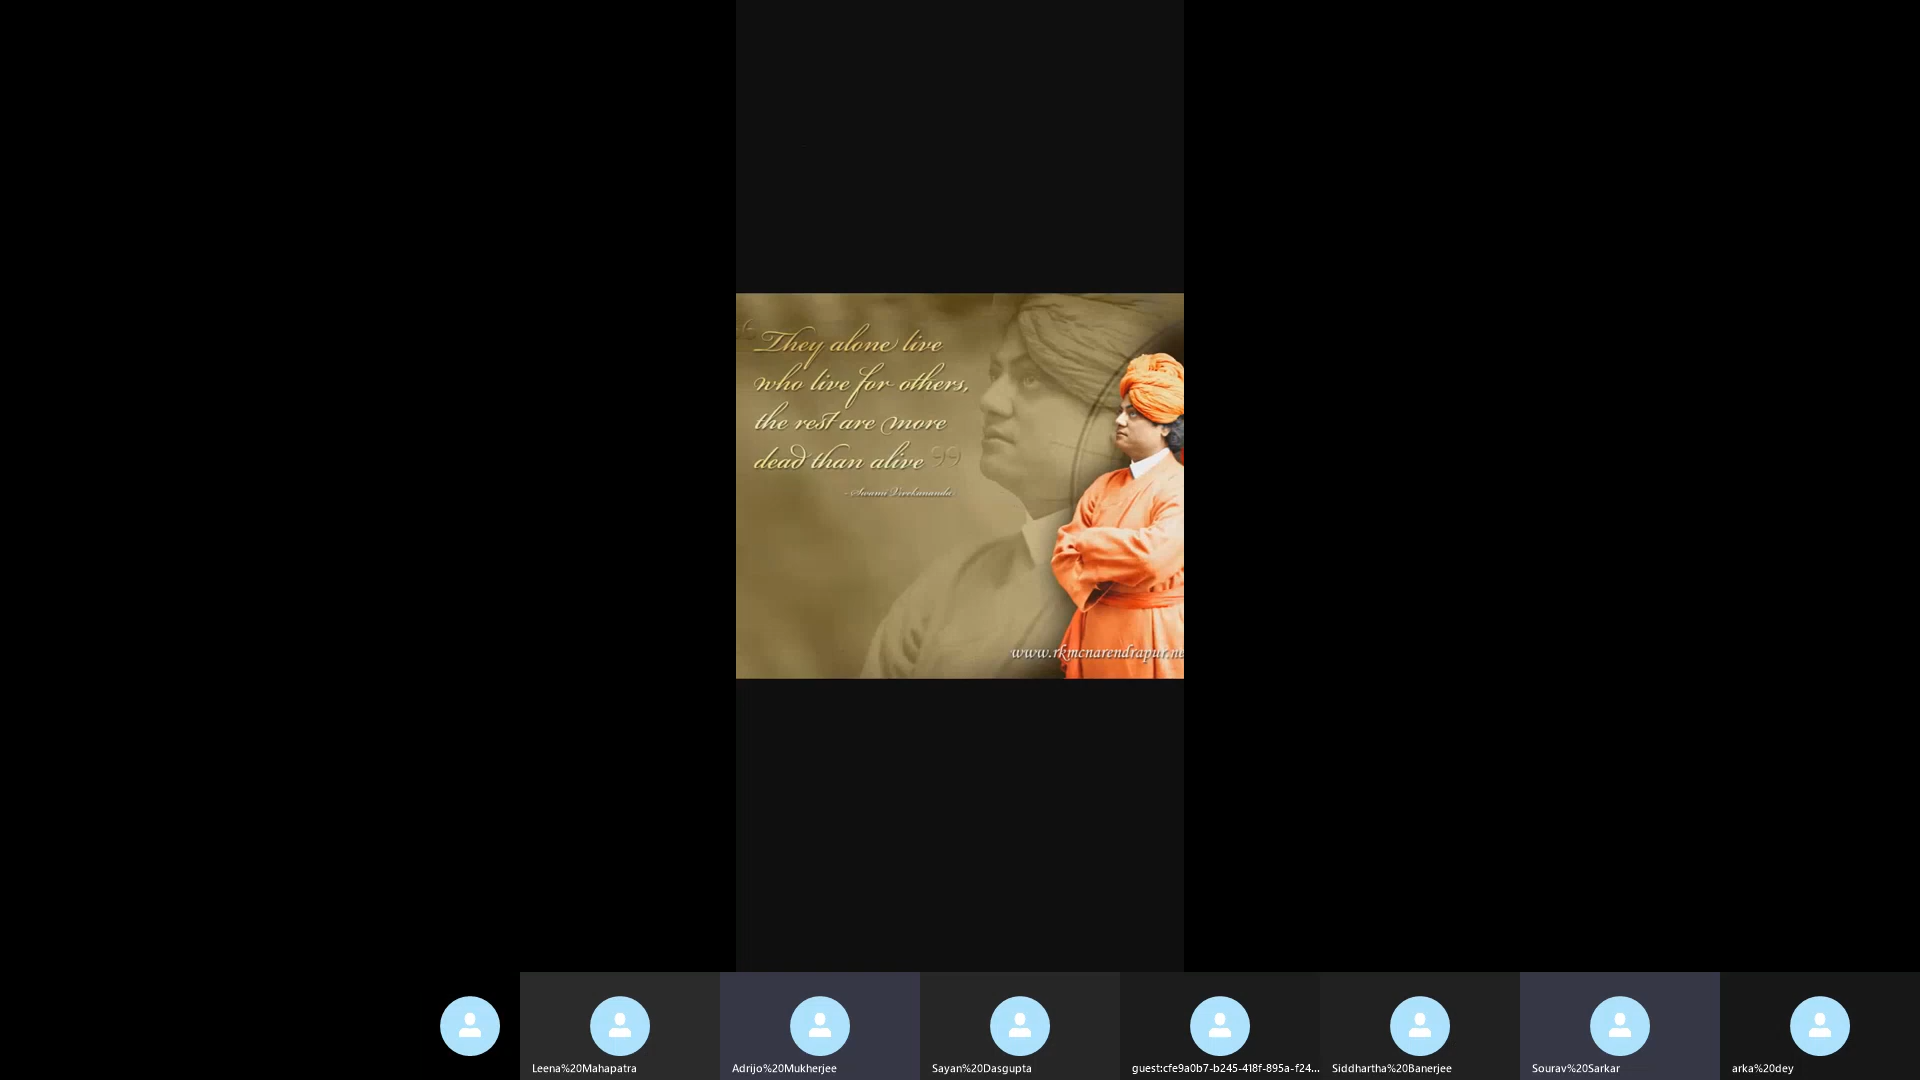 “They alone live
who live for others,
the rest are more
dead than alive”
- Swami Vivekananda
www.rkmcnarendrapur.ne
Leena%20Mahapatra
Adrijo%20Mukherjee
Sayan%20Dasgupta
guest:cfe9a0b7-b245-418f-895a-f24...
Siddhartha%20Banerjee
Sourav%20Sarkar
arka%20dey